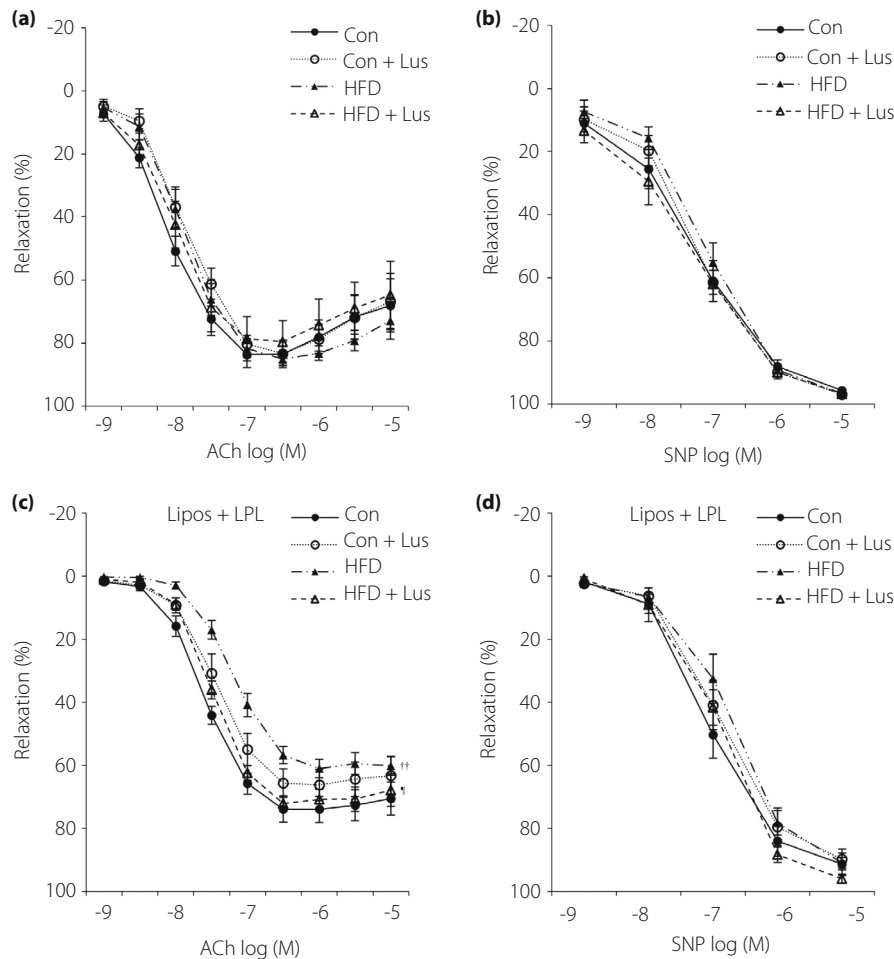 (a)
-20
0
20
40
60
80
100
Relaxation (%)
Con
Con + Lus
HFD
HFD + Lus
-9 -8 -7 -6 -5
ACh log (M)
(b)
-20
0
20
40
60
80
100
Relaxation (%)
Con
Con + Lus
HFD
HFD + Lus
-9 -8 -7 -6 -5
SNP log (M)
(c)
Lipos + LPL
-20
0
20
40
60
80
100
Relaxation (%)
Con
Con + Lus
HFD
HFD + Lus
††
¶
-9 -8 -7 -6 -5
ACh log (M)
(d)
Lipos + LPL
-20
0
20
40
60
80
100
Relaxation (%)
Con
Con + Lus
HFD
HFD + Lus
-9 -8 -7 -6 -5
SNP log (M)